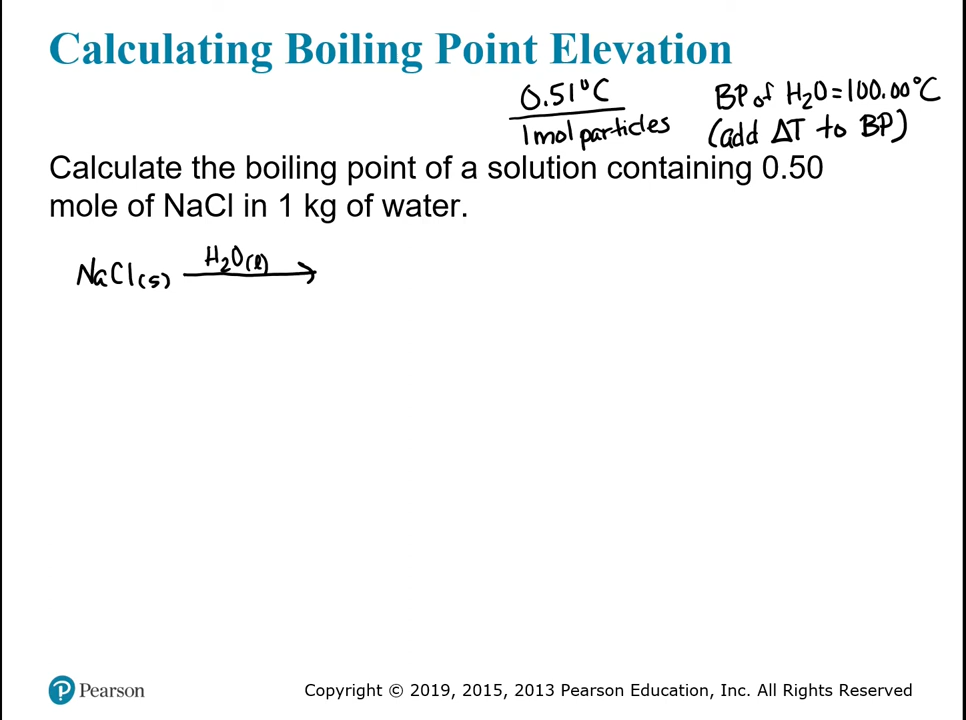 Calculating Boiling Point Elevation
0.51°C
1 mol particles
BP of H₂O = 100.00°C
(add ΔT to BP)
Calculate the boiling point of a solution containing 0.50
mole of NaCl in 1 kg of water.
H₂O(l)
NaCl(s) →
Pearson
Copyright © 2019, 2015, 2013 Pearson Education, Inc. All Rights Reserved